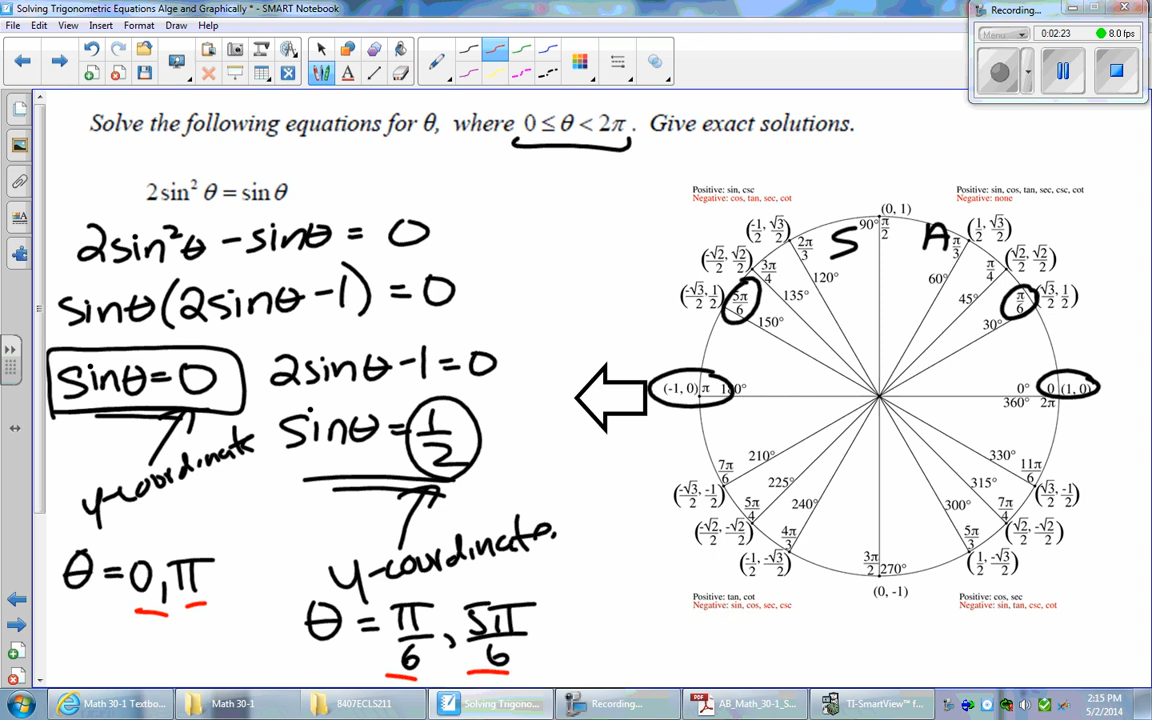 Solving Trigonometric Equations Alge and Graphically * - SMART Notebook
File Edit View Insert Format Tools Draw Help
Recording...
Menu
0:02:23 8.0 fps
Solve the following equations for θ, where 0 ≤ θ < 2π. Give exact solutions.
2sin² θ = sin θ
2sin²θ - sinθ = 0
sinθ(2sinθ - 1) = 0
sinθ = 0
2sinθ - 1 = 0
sinθ = 1/2
y-coordinate
y-coordinate.
θ = 0, π
θ = π/6, 5π/6
Positive: sin, csc
Negative: cos, tan, sec, cot
Positive: sin, cos, tan, sec, csc, cot
Negative: none
S A
(0, 1)
90° π/2
(-1/2, √3/2) 2π/3 120°
(-√2/2, √2/2) 3π/4 135°
(-√3/2, 1/2) 5π/6 150°
(1/2, √3/2) π/3 60°
(√2/2, √2/2) π/4 45°
(√3/2, 1/2) π/6 30°
(-1, 0) π 180°
0° 0 (1, 0)
360° 2π
210° 7π/6 (-√3/2, -1/2)
225° 5π/4 (-√2/2, -√2/2)
240° 4π/3 (-1/2, -√3/2)
330° 11π/6 (√3/2, -1/2)
315° 7π/4 (√2/2, -√2/2)
300° 5π/3 (1/2, -√3/2)
3π/2 270°
(0, -1)
Positive: tan, cot
Negative: sin, cos, sec, csc
Positive: cos, sec
Negative: sin, tan, csc, cot
Math 30-1 Textbo...
Math 30-1
8407ECLS211
Solving Trigono...
Recording...
AB_Math_30-1_S...
TI-SmartView™ f...
2:15 PM
5/2/2014